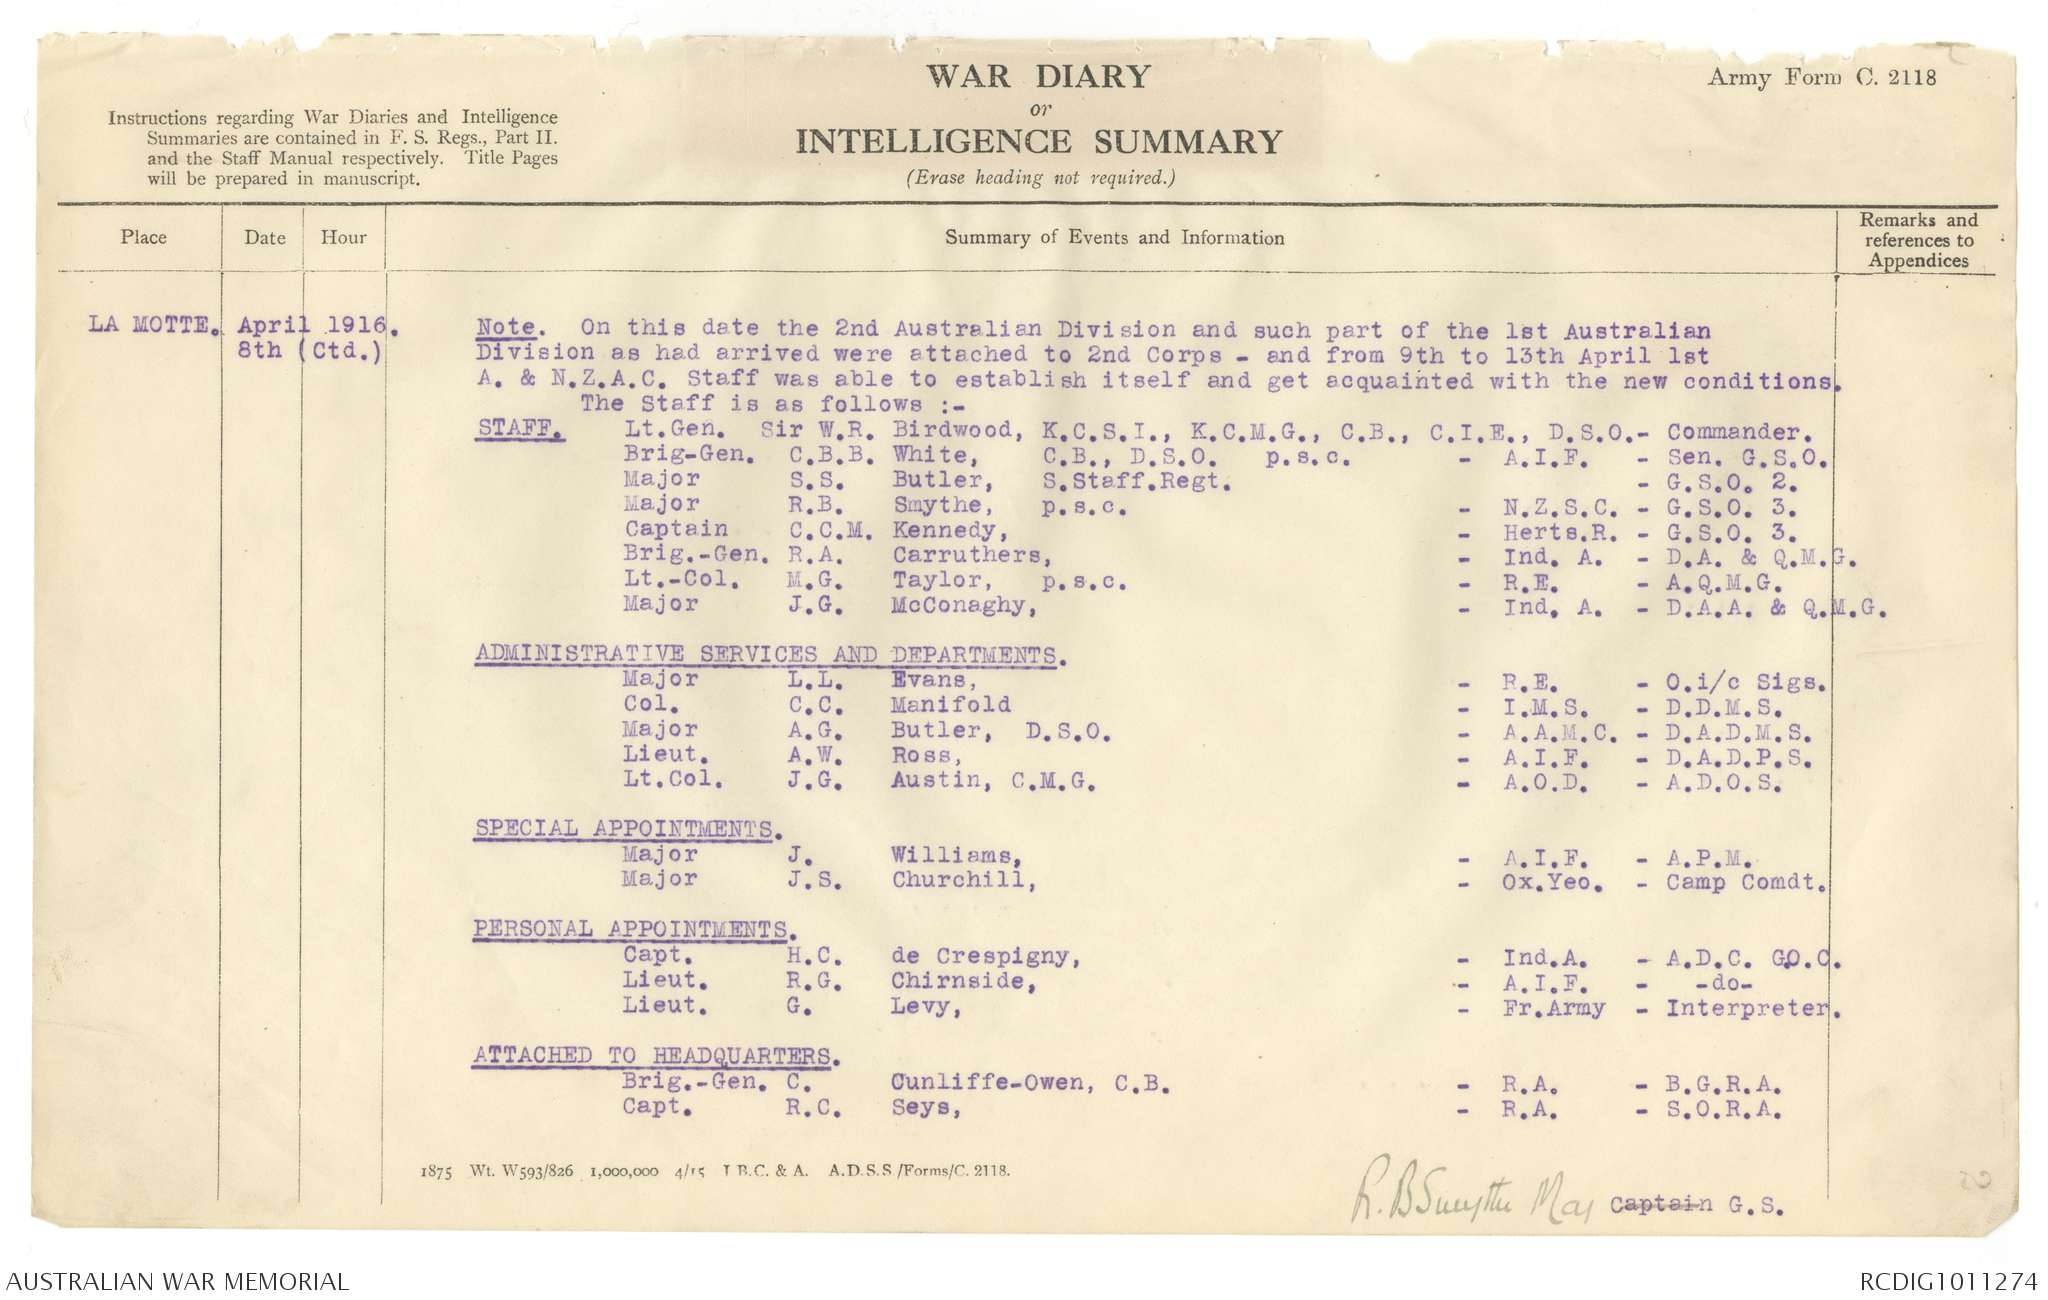 WAR DIARY
or
INTELLIGENCE SUMMARY
(Erase heading not required.)
Army Form C. 2118
Instructions regarding War Diaries and Intelligence
Summaries are contained in F. S. Regs., Part II.
and the Staff Manual respectively. Title Pages
will be prepared in manuscript.
Place Date Hour Summary of Events and Information Remarks and
references to
Appendices
LA MOTTE. April 1916.
8th (Ctd.)
Note. On this date the 2nd Australian Division and such part of the 1st Australian
Division as had arrived were attached to 2nd Corps - and from 9th to 13th April 1st
A. & N.Z.A.C. Staff was able to establish itself and get acquainted with the new conditions.
The Staff is as follows :-
STAFF. Lt.Gen. Sir W.R. Birdwood, K.C.S.I., K.C.M.G., C.B., C.I.E., D.S.O.- Commander.
Brig-Gen. C.B.B. White, C.B., D.S.O. p.s.c. - A.I.F. - Sen. G.S.O.
Major S.S. Butler, S.Staff.Regt. - G.S.O. 2.
Major R.B. Smythe, p.s.c. - N.Z.S.C. - G.S.O. 3.
Captain C.C.M. Kennedy, - Herts.R. - G.S.O. 3.
Brig.-Gen. R.A. Carruthers, - Ind. A. - D.A. & Q.M.G.
Lt.-Col. M.G. Taylor, p.s.c. - R.E. - A.Q.M.G.
Major J.G. McConaghy, - Ind. A. - D.A.A. & Q.M.G.
ADMINISTRATIVE SERVICES AND DEPARTMENTS.
Major L.L. Evans, - R.E. - O.i/c Sigs.
Col. C.C. Manifold - I.M.S. - D.D.M.S.
Major A.G. Butler, D.S.O. - A.A.M.C. - D.A.D.M.S.
Lieut. A.W. Ross, - A.I.F. - D.A.D.P.S.
Lt.Col. J.G. Austin, C.M.G. - A.O.D. - A.D.O.S.
SPECIAL APPOINTMENTS.
Major J. Williams, - A.I.F. - A.P.M.
Major J.S. Churchill, - Ox.Yeo. - Camp Comdt.
PERSONAL APPOINTMENTS.
Capt. H.C. de Crespigny, - Ind.A. - A.D.C. G.O.C.
Lieut. R.G. Chirnside, - A.I.F. - -do-
Lieut. G. Levy, - Fr.Army - Interpreter.
ATTACHED TO HEADQUARTERS.
Brig.-Gen. C. Cunliffe-Owen, C.B. - R.A. - B.G.R.A.
Capt. R.C. Seys, - R.A. - S.O.R.A.
1875 Wt. W593/826 1,000,000 4/15 J.B.C. & A. A.D.S.S./Forms/C. 2118.
R. B Smythe Maj Captain G.S.
AUSTRALIAN WAR MEMORIAL
RCDIG1011274